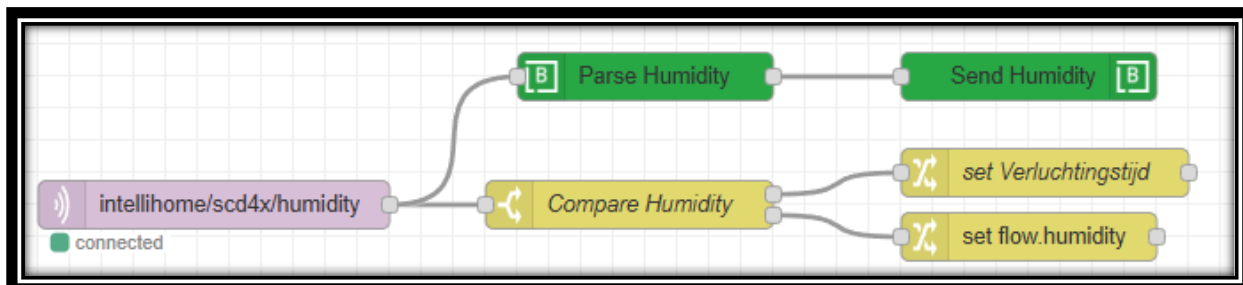 B Parse Humidity
Send Humidity B
intellihome/scd4x/humidity
connected
Compare Humidity
set Verluchtingstijd
set flow.humidity